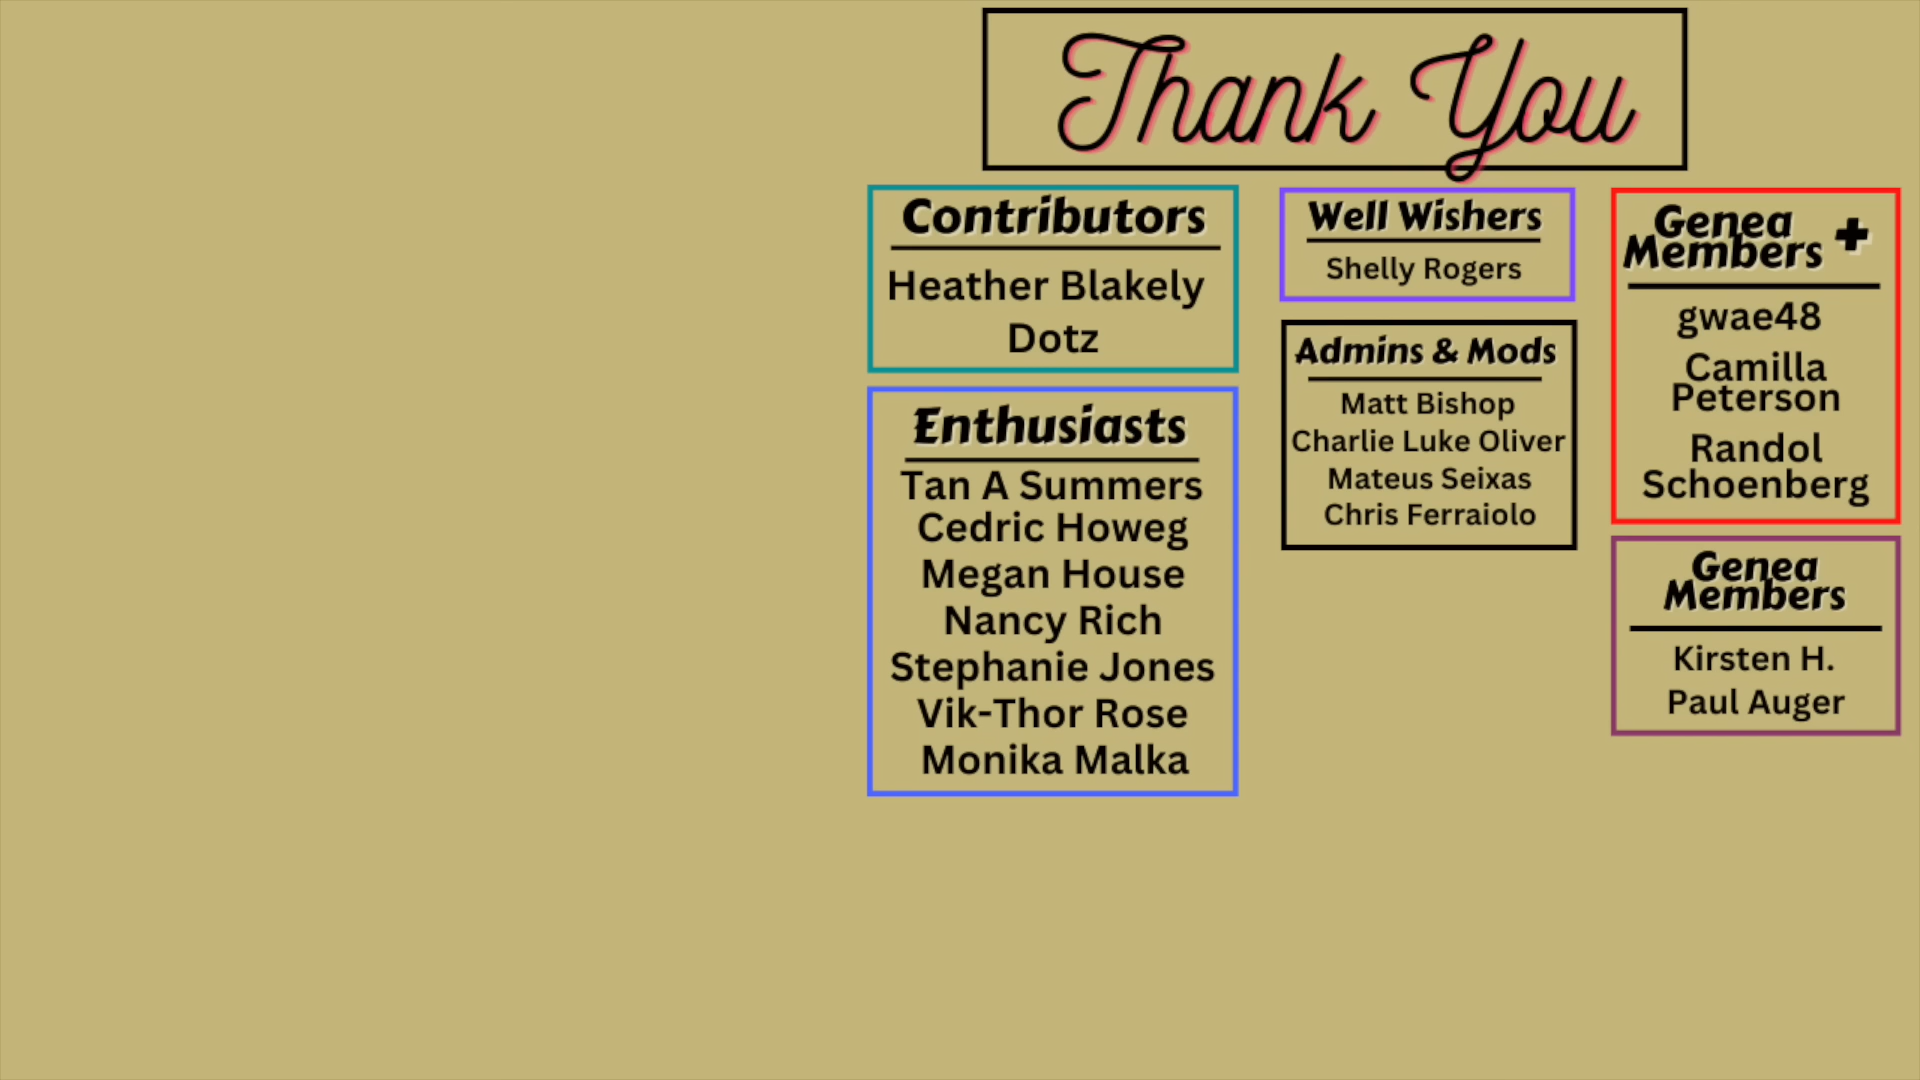 Thank You
Contributors
Heather Blakely
Dotz
Enthusiasts
Tan A Summers
Cedric Howeg
Megan House
Nancy Rich
Stephanie Jones
Vik-Thor Rose
Monika Malka
Well Wishers
Shelly Rogers
Admins & Mods
Matt Bishop
Charlie Luke Oliver
Mateus Seixas
Chris Ferraiolo
Genea
Members +
gwae48
Camilla
Peterson
Randol
Schoenberg
Genea
Members
Kirsten H.
Paul Auger